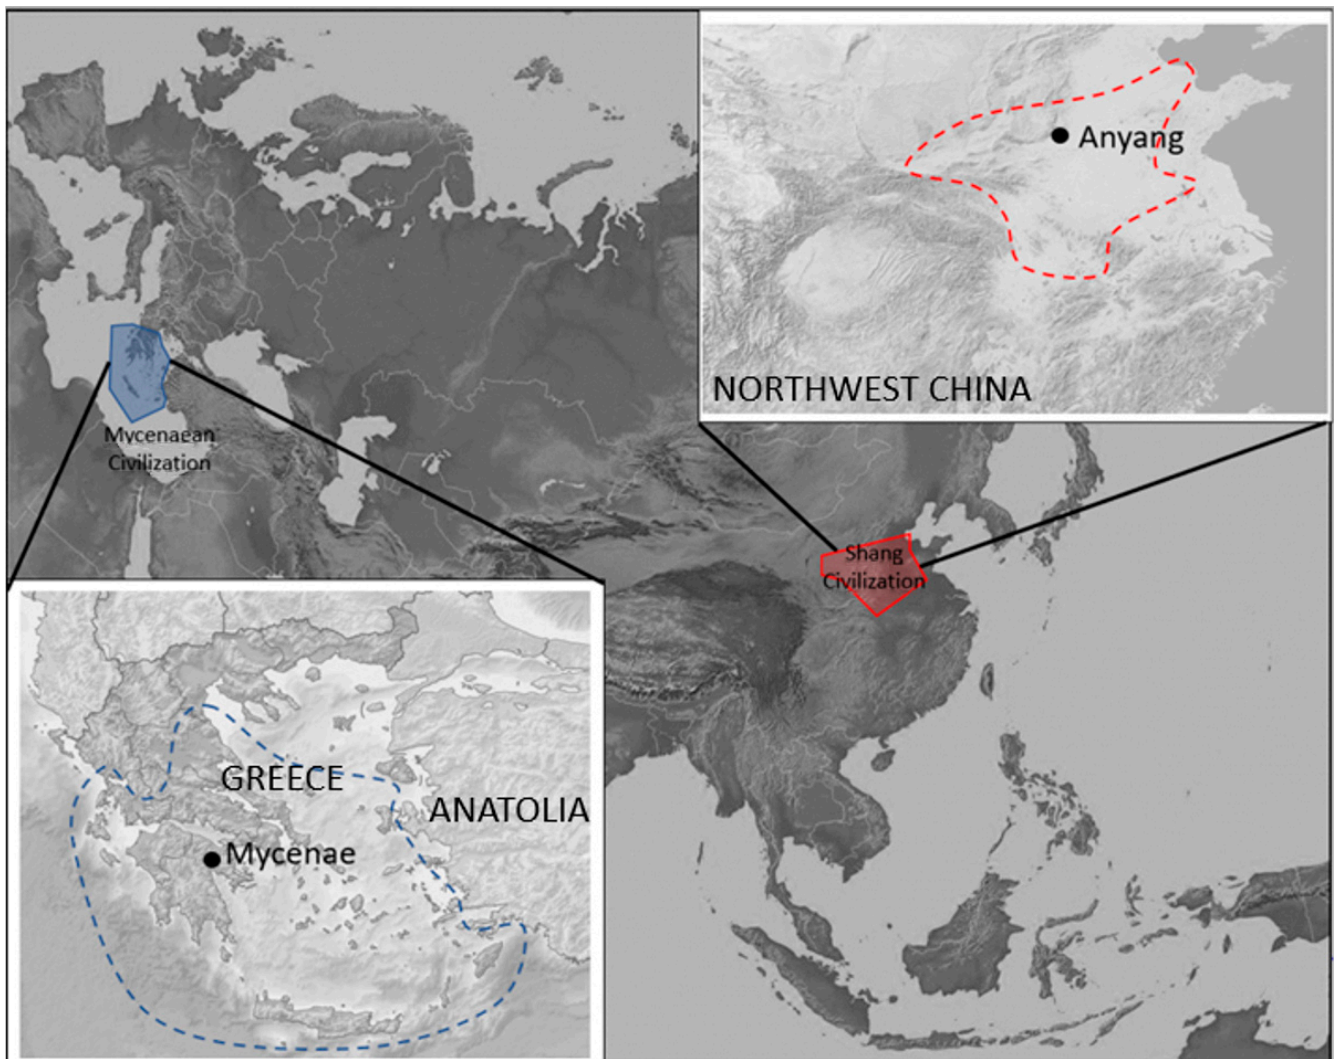 Anyang
NORTHWEST CHINA
Mycenaean
Civilization
Shang
Civilization
GREECE
ANATOLIA
Mycenae